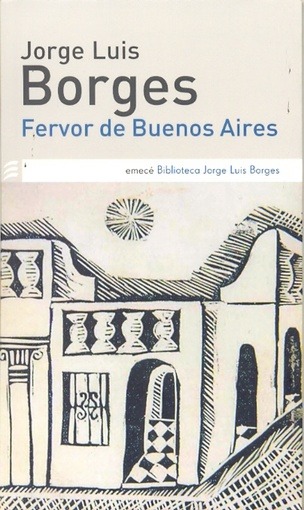 Jorge Luis
Borges
Fervor de Buenos Aires
emecé Biblioteca Jorge Luis Borges